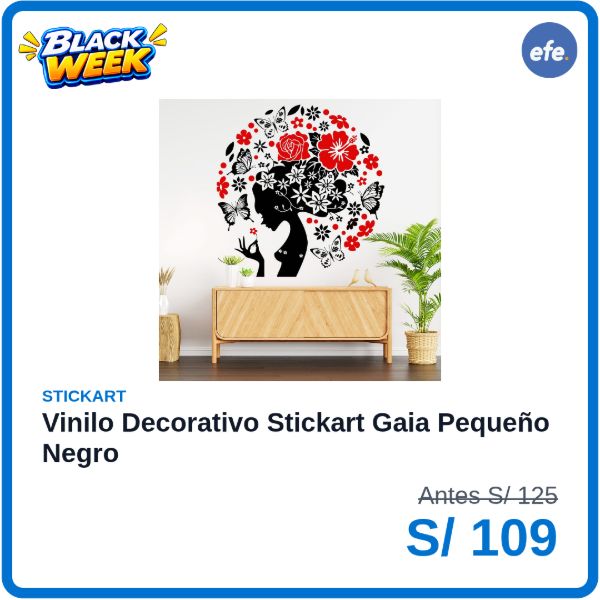 BLACK
WEEK
efe.
STICKART
Vinilo Decorativo Stickart Gaia Pequeño
Negro
Antes S/ 125
S/ 109